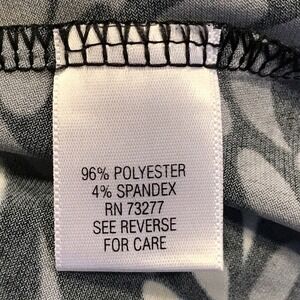 96% POLYESTER
4% SPANDEX
RN 73277
SEE REVERSE
FOR CARE